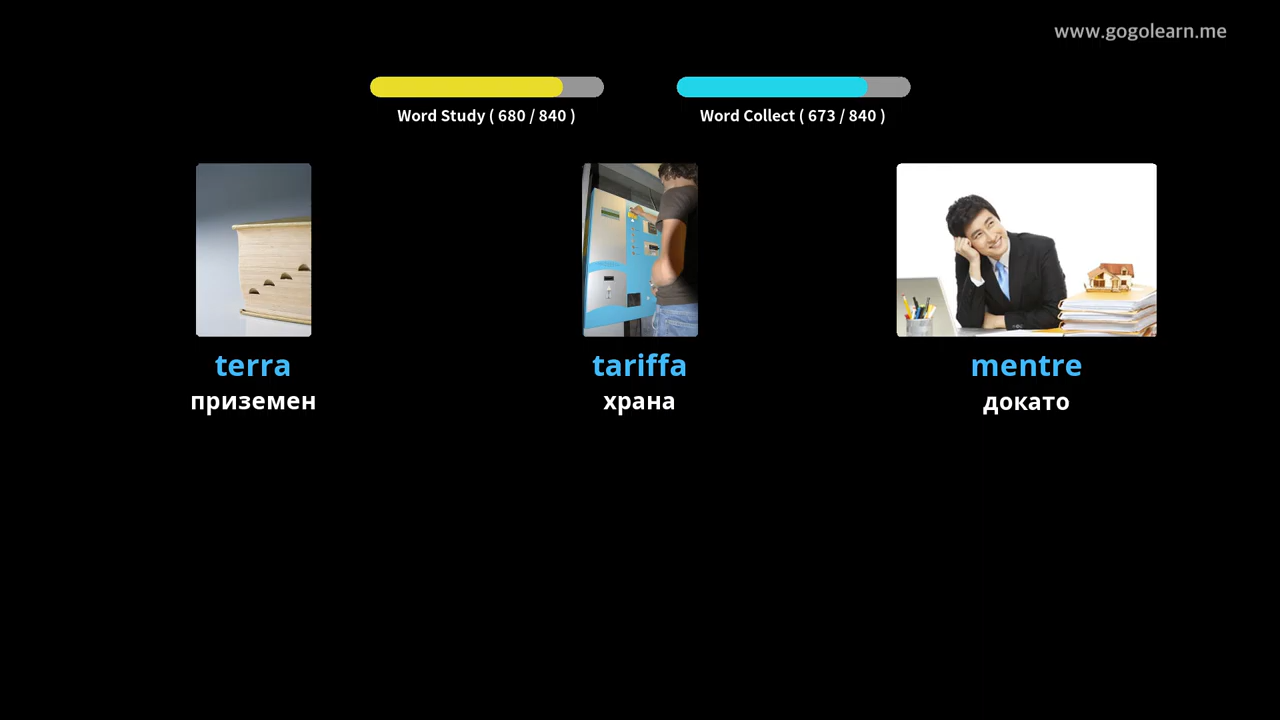 www.gogolearn.me
Word Study ( 680 / 840 )
Word Collect ( 673 / 840 )
terra
приземен
tariffa
храна
mentre
докато